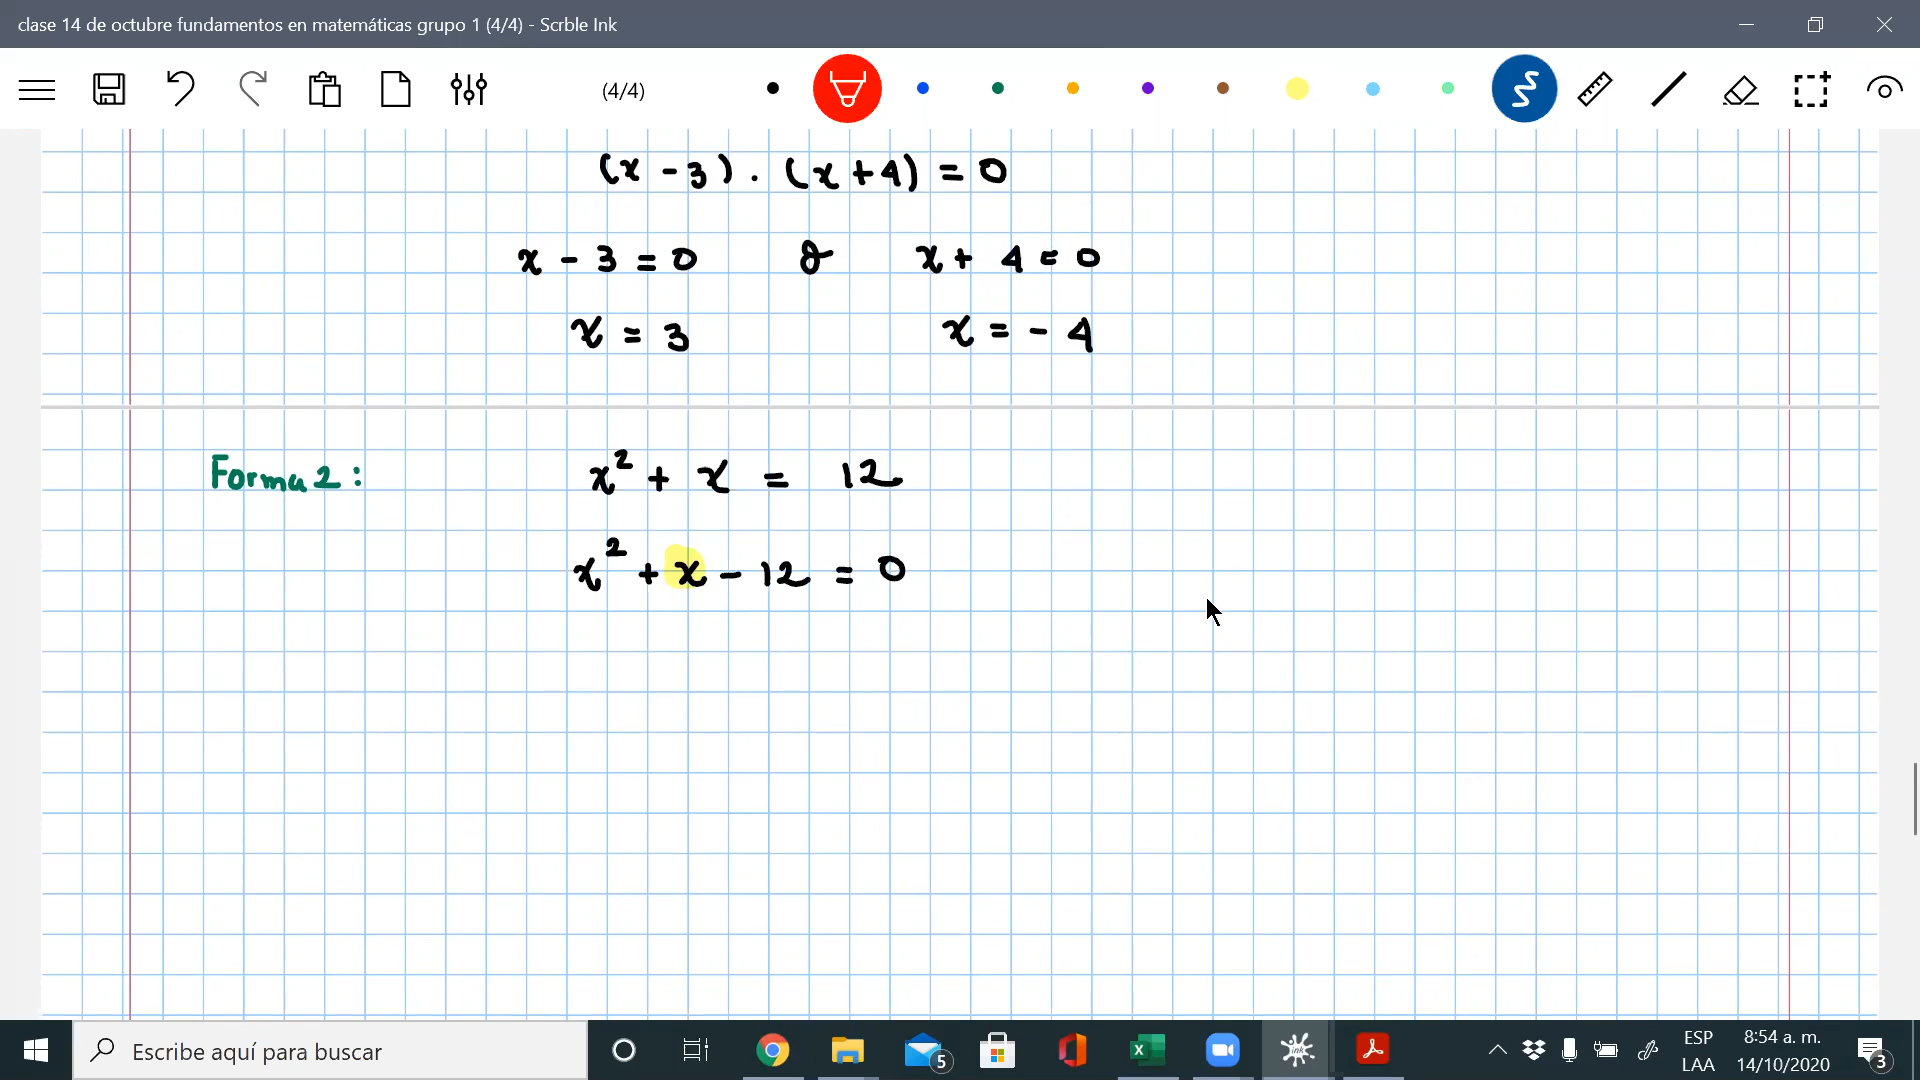 clase 14 de octubre fundamentos en matemáticas grupo 1 (4/4) - Scrble Ink
(4/4)
(x - 3) . (x + 4) = 0
x - 3 = 0 ó x + 4 = 0
x = 3 x = - 4
Forma 2 : x² + x = 12
x² + x - 12 = 0
Escribe aquí para buscar
5
ESP 8:54 a. m.
LAA 14/10/2020
3